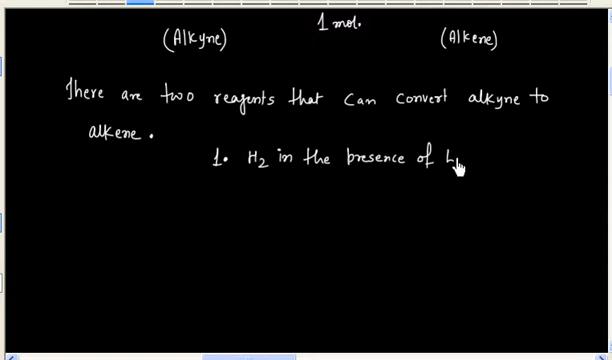 1 mol.
(Alkyne) (Alkene)
There are two reagents that can convert alkyne to
alkene.
1. H2 in the presence of L